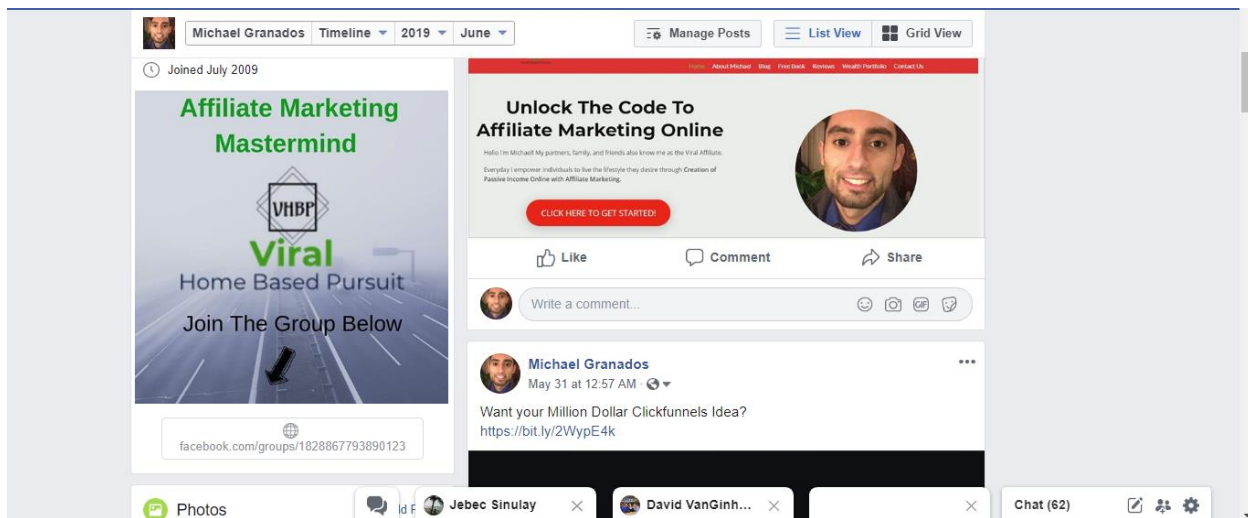 Michael Granados Timeline 2019 June
Manage Posts
List View
Grid View
Joined July 2009
Affiliate Marketing
Mastermind
VHBP
Viral
Home Based Pursuit
Join The Group Below
facebook.com/groups/1828867793890123
Photos
Home About Michael Blog Free Book Reviews Wealth Portfolio Contact Us
Unlock The Code To
Affiliate Marketing Online
Hello I'm Michael! My partners, family, and friends also know me as the Viral Affiliate.
Everyday I empower individuals to live the lifestyle they desire through Creation of
Passive Income Online with Affiliate Marketing.
CLICK HERE TO GET STARTED!
Like
Comment
Share
Write a comment...
GIF
Michael Granados
May 31 at 12:57 AM
Want your Million Dollar Clickfunnels Idea?
https://bit.ly/2WypE4k
Jebec Sinulay
David VanGinh...
Chat (62)